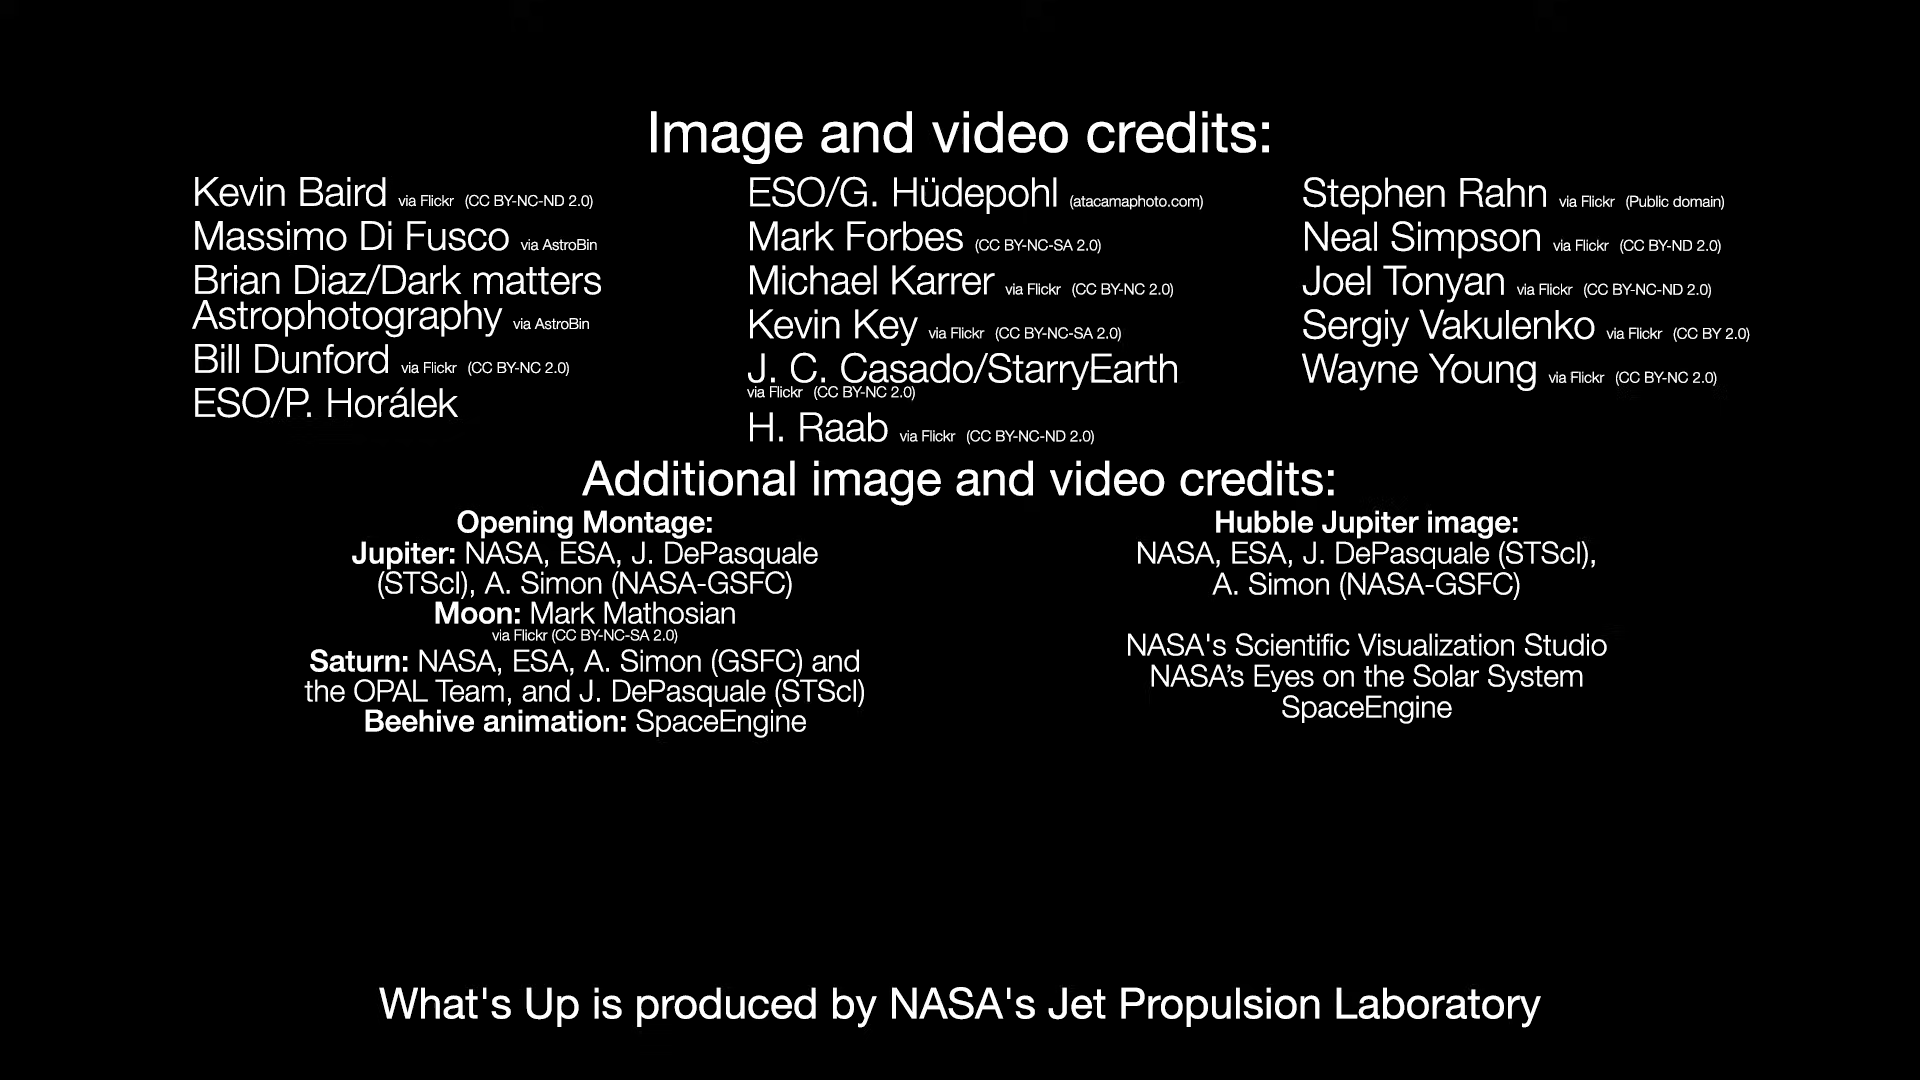 Image and video credits:
Kevin Baird via Flickr (CC BY-NC-ND 2.0)
Massimo Di Fusco via AstroBin
Brian Diaz/Dark matters
Astrophotography via AstroBin
Bill Dunford via Flickr (CC BY-NC 2.0)
ESO/P. Horálek
ESO/G. Hüdepohl (atacamaphoto.com)
Mark Forbes (CC BY-NC-SA 2.0)
Michael Karrer via Flickr (CC BY-NC 2.0)
Kevin Key via Flickr (CC BY-NC-SA 2.0)
J. C. Casado/StarryEarth
via Flickr (CC BY-NC 2.0)
H. Raab via Flickr (CC BY-NC-ND 2.0)
Stephen Rahn via Flickr (Public domain)
Neal Simpson via Flickr (CC BY-ND 2.0)
Joel Tonyan via Flickr (CC BY-NC-ND 2.0)
Sergiy Vakulenko via Flickr (CC BY 2.0)
Wayne Young via Flickr (CC BY-NC 2.0)
Additional image and video credits:
Opening Montage:
Jupiter: NASA, ESA, J. DePasquale
(STScI), A. Simon (NASA-GSFC)
Moon: Mark Mathosian
via Flickr (CC BY-NC-SA 2.0)
Saturn: NASA, ESA, A. Simon (GSFC) and
the OPAL Team, and J. DePasquale (STScI)
Beehive animation: SpaceEngine
Hubble Jupiter image:
NASA, ESA, J. DePasquale (STScI),
A. Simon (NASA-GSFC)
NASA's Scientific Visualization Studio
NASA’s Eyes on the Solar System
SpaceEngine
What's Up is produced by NASA's Jet Propulsion Laboratory